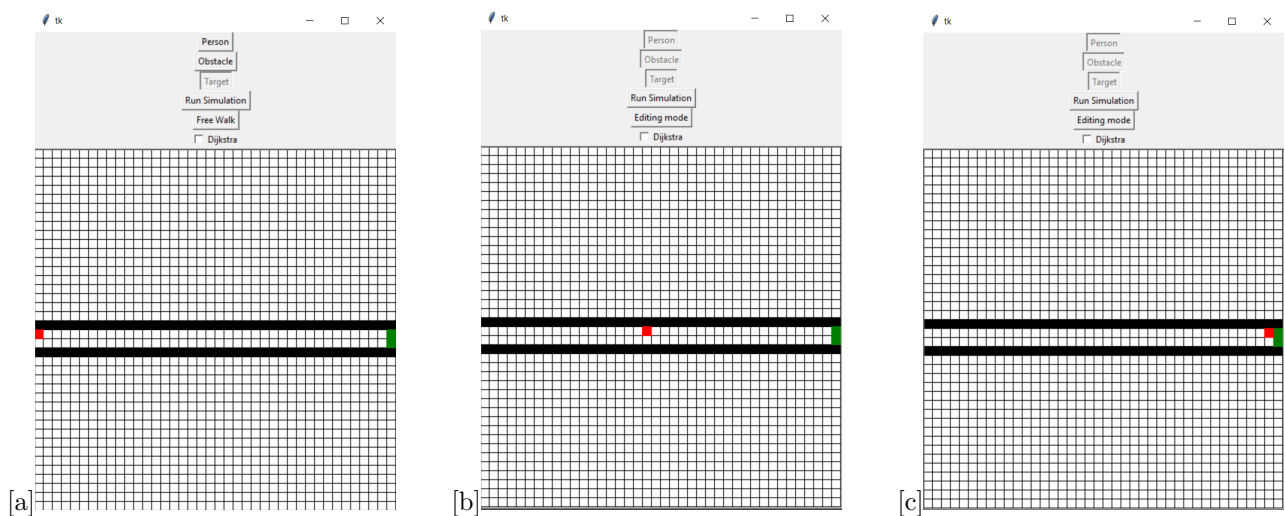 tk
Person
Obstacle
Target
Run Simulation
Free Walk
Dijkstra
[a]
tk
Person
Obstacle
Target
Run Simulation
Editing mode
Dijkstra
[b]
tk
Person
Obstacle
Target
Run Simulation
Editing mode
Dijkstra
[c]